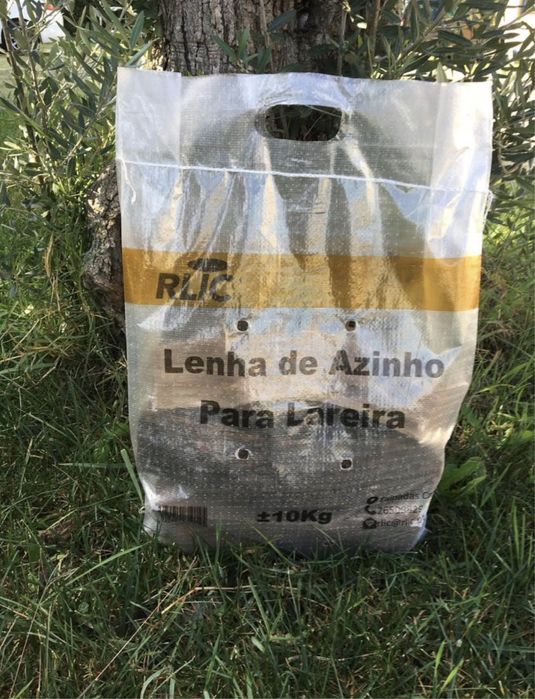 RLIC
Lenha de Azinho
Para Lareira
±10Kg